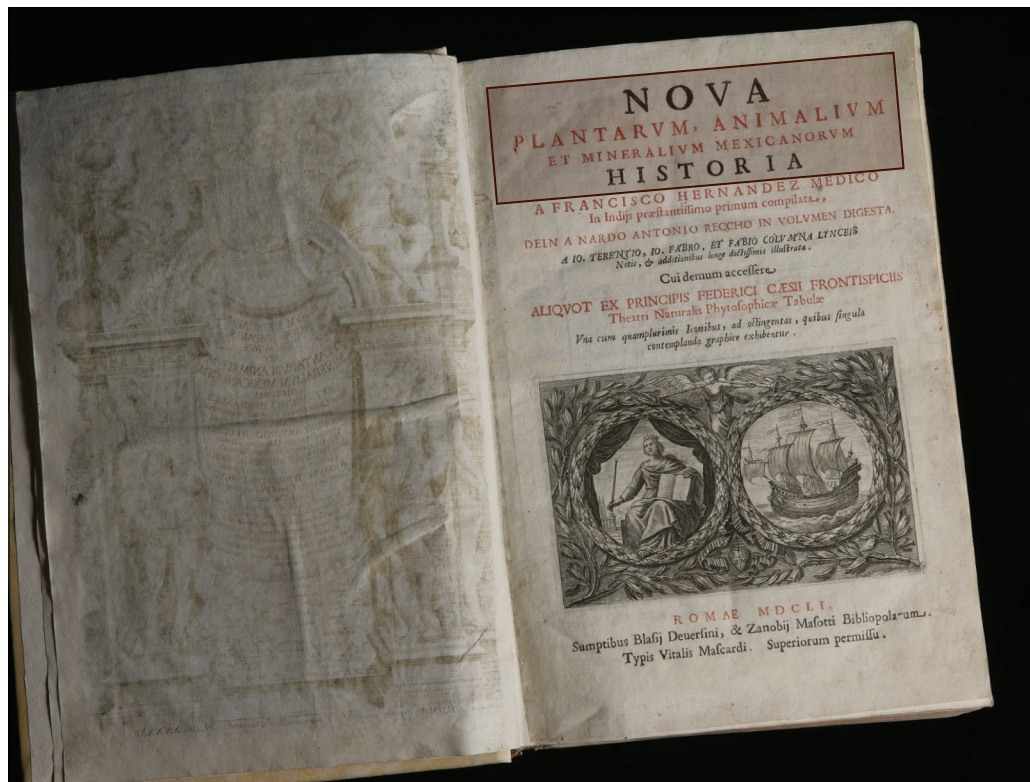 NOVA
PLANTARVM, ANIMALIVM
ET MINERALIVM MEXICANORVM
HISTORIA
A FRANCISCO HERNANDEZ MEDICO
In Indijs præstantissimo primum compilata,
DEIN A NARDO ANTONIO RECCHO IN VOLVMEN DIGESTA,
A IO. TERENTIO, IO. FABRO, ET FABIO COLVMNA LYNCEIS
Notis, & additionibus longe doctissimis illustrata.
Cui demum accessere
ALIQVOT EX PRINCIPIS FEDERICI CÆSII FRONTISPICIIS
Theatri Naturalis Phytosophicæ Tabulæ
Vna cum quamplurimis Iconibus, ad octingentas, quibus singula
contemplanda graphice exhibentur.
ROMAE MDCLI.
Sumptibus Blasij Deuersini, & Zanobij Masotti Bibliopolarum.
Typis Vitalis Mascardi. Superiorum permissu.